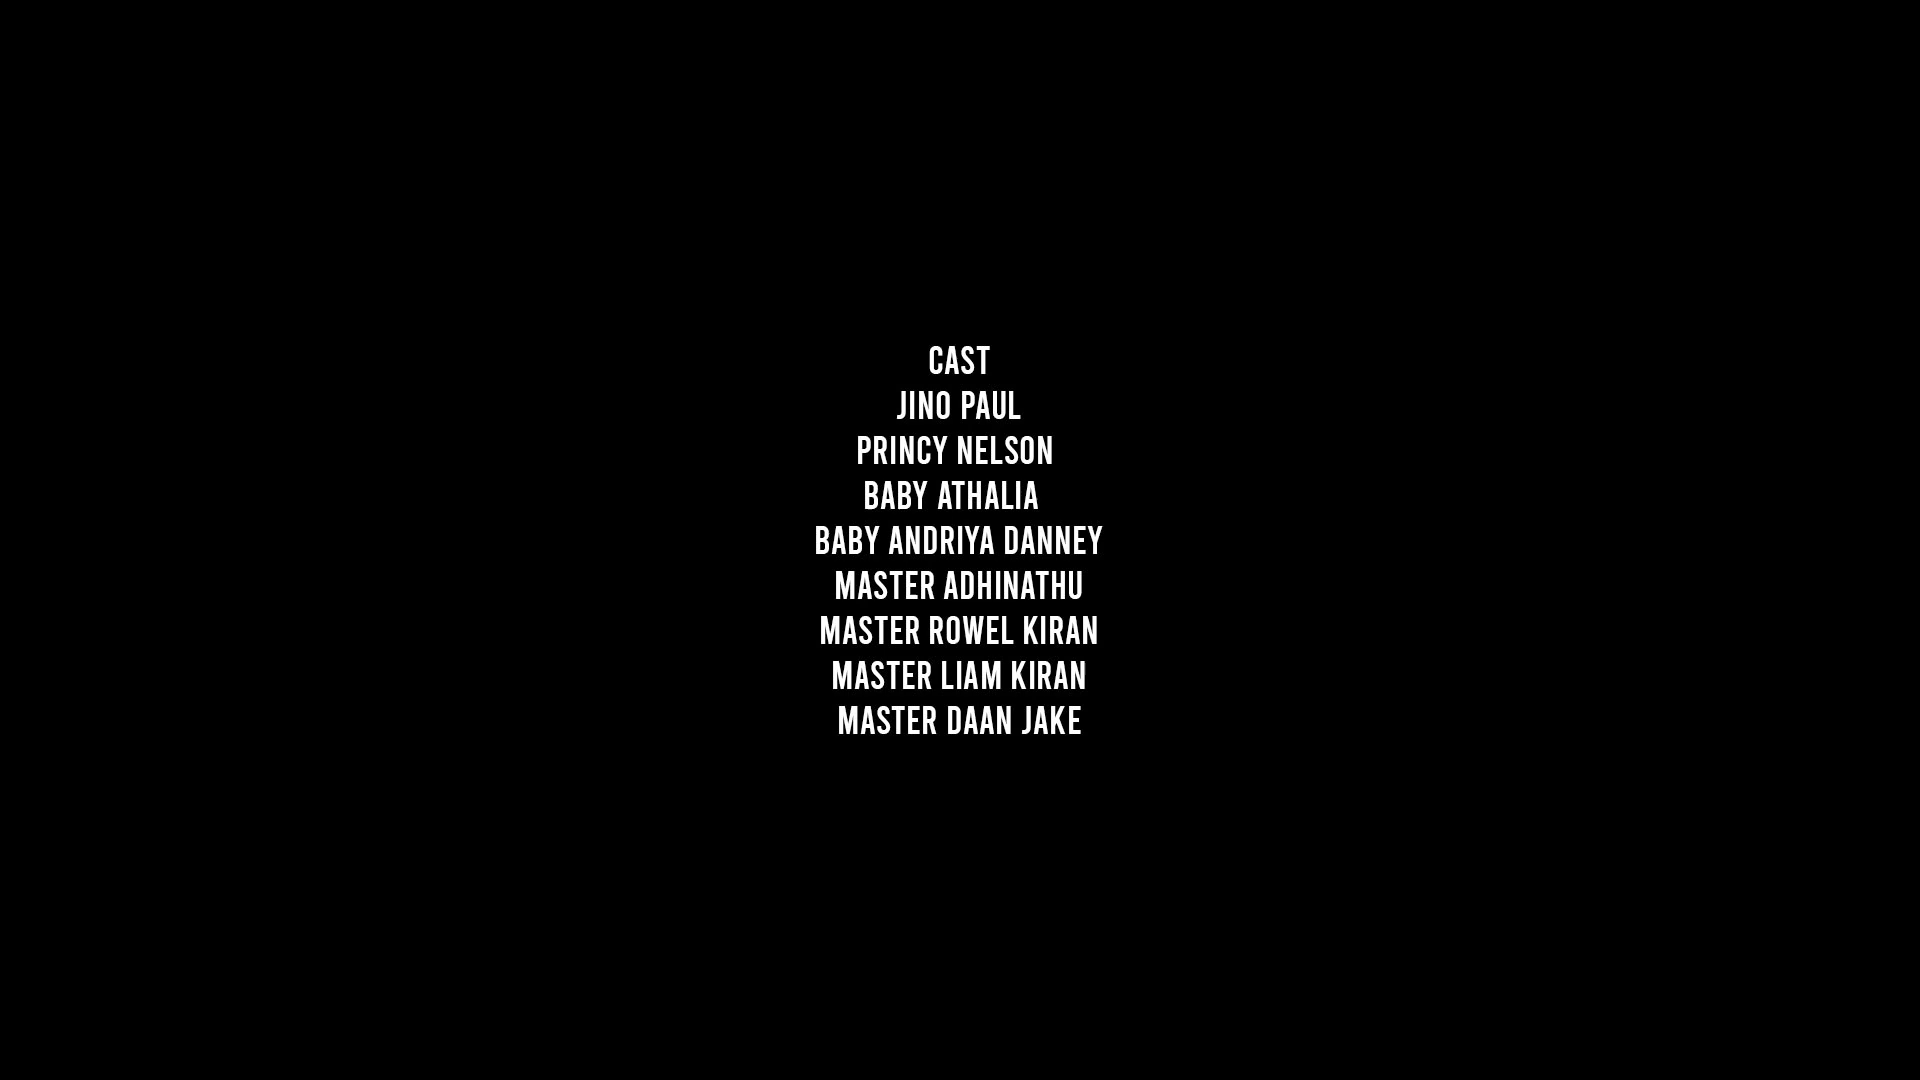 CAST
JINO PAUL
PRINCY NELSON
BABY ATHALIA
BABY ANDRIYA DANNEY
MASTER ADHINATHU
MASTER ROWEL KIRAN
MASTER LIAM KIRAN
MASTER DAAN JAKE